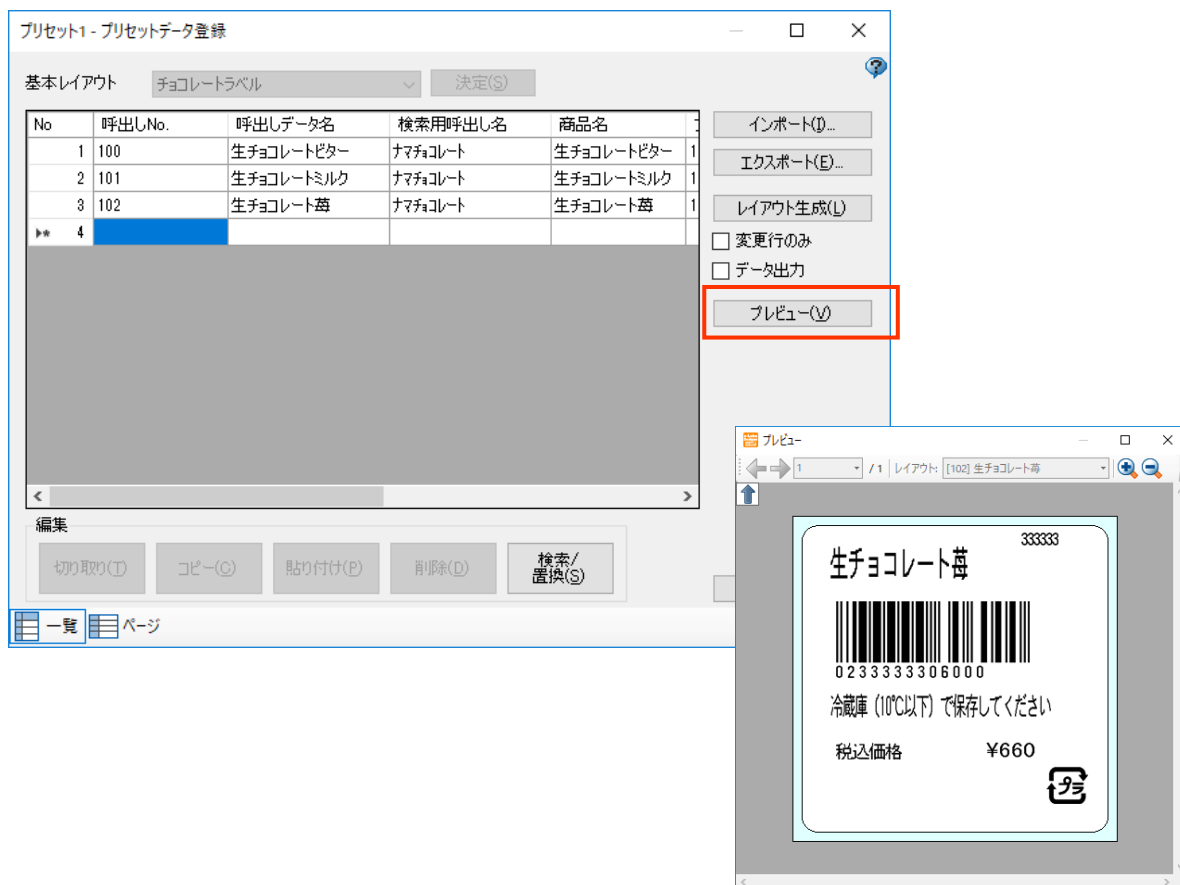 プリセット1 - プリセットデータ登録
基本レイアウト チョコレートラベル 決定(S)
No 呼出しNo. 呼出しデータ名 検索用呼出し名 商品名
1 100 生チョコレートビター ナマチョコレート 生チョコレートビター 1
2 101 生チョコレートミルク ナマチョコレート 生チョコレートミルク 1
3 102 生チョコレート苺 ナマチョコレート 生チョコレート苺 1
4
インポート(I)...
エクスポート(E)...
レイアウト生成(L)
変更行のみ
データ出力
プレビュー(V)
編集
切り取り(T) コピー(C) 貼り付け(P) 削除(D) 検索/
置換(S)
一覧 ページ
プレビュー
1 / 1 レイアウト: [102] 生チョコレート苺
333333
生チョコレート苺
0233333306000
冷蔵庫(10℃以下)で保存してください
税込価格 ¥660
プラ